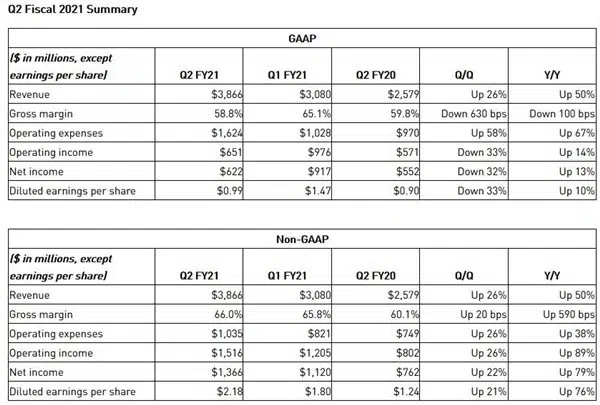 Q2 Fiscal 2021 Summary
GAAP
($ in millions, except
earnings per share) Q2 FY21 Q1 FY21 Q2 FY20 Q/Q Y/Y
Revenue $3,866 $3,080 $2,579 Up 26% Up 50%
Gross margin 58.8% 65.1% 59.8% Down 630 bps Down 100 bps
Operating expenses $1,624 $1,028 $970 Up 58% Up 67%
Operating income $651 $976 $571 Down 33% Up 14%
Net income $622 $917 $552 Down 32% Up 13%
Diluted earnings per share $0.99 $1.47 $0.90 Down 33% Up 10%
Non-GAAP
($ in millions, except
earnings per share) Q2 FY21 Q1 FY21 Q2 FY20 Q/Q Y/Y
Revenue $3,866 $3,080 $2,579 Up 26% Up 50%
Gross margin 66.0% 65.8% 60.1% Up 20 bps Up 590 bps
Operating expenses $1,035 $821 $749 Up 26% Up 38%
Operating income $1,516 $1,205 $802 Up 26% Up 89%
Net income $1,366 $1,120 $762 Up 22% Up 79%
Diluted earnings per share $2.18 $1.80 $1.24 Up 21% Up 76%